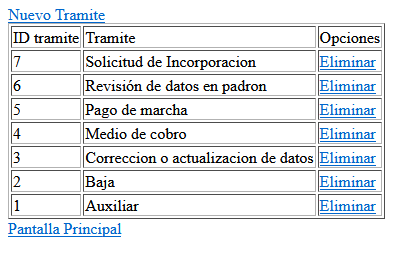 Nuevo Tramite
ID tramite Tramite Opciones
7 Solicitud de Incorporacion Eliminar
6 Revisión de datos en padron Eliminar
5 Pago de marcha Eliminar
4 Medio de cobro Eliminar
3 Correccion o actualizacion de datos Eliminar
2 Baja Eliminar
1 Auxiliar Eliminar
Pantalla Principal